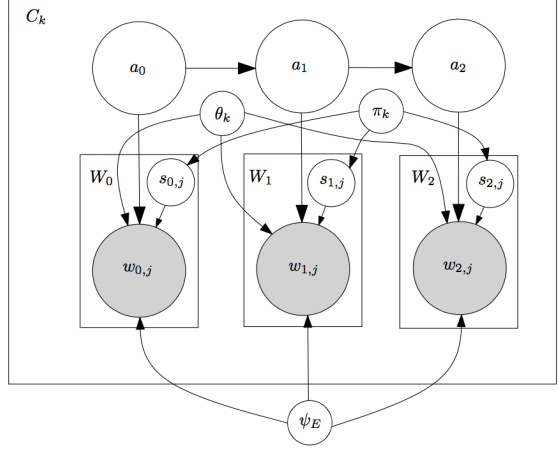 C_k
a_0 a_1 a_2
θ_k π_k
W_0 s_{0,j} W_1 s_{1,j} W_2 s_{2,j}
w_{0,j} w_{1,j} w_{2,j}
ψ_E